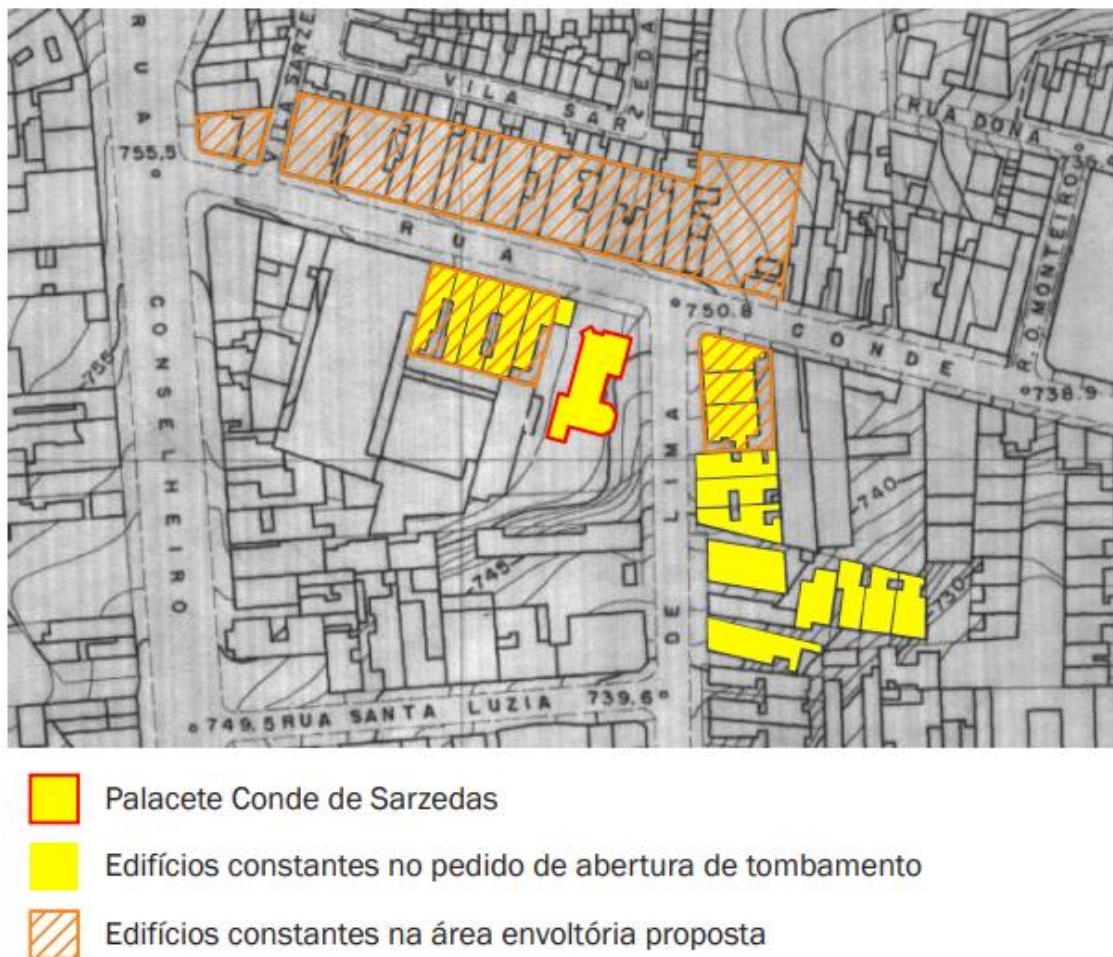 RUA
VILA SARZEDA
RUA DONA
755.5
RUA CONDE
750.8
R. O. MONTEIRO
738.9
CONSELHEIRO
755
DE LIMA
740
745
730
749.5 RUA SANTA LUZIA 739.6
Palacete Conde de Sarzedas
Edifícios constantes no pedido de abertura de tombamento
Edifícios constantes na área envoltória proposta